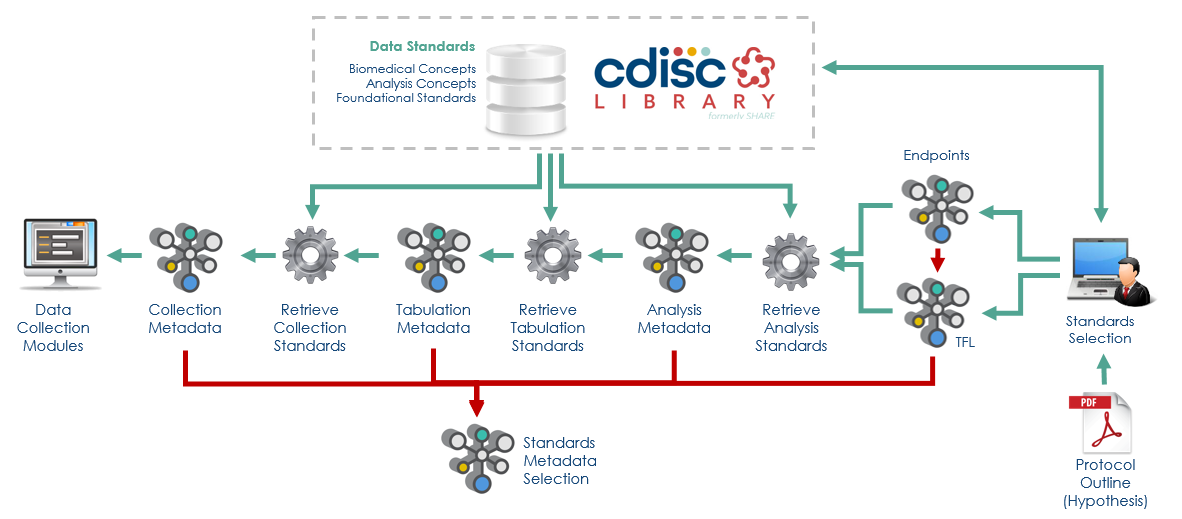 Data Standards
Biomedical Concepts
Analysis Concepts
Foundational Standards
cdisc
LIBRARY
formerly SHARE
Endpoints
TFL
Data
Collection
Modules
Collection
Metadata
Retrieve
Collection
Standards
Tabulation
Metadata
Retrieve
Tabulation
Standards
Analysis
Metadata
Retrieve
Analysis
Standards
Standards
Selection
Standards
Metadata
Selection
PDF
Protocol
Outline
(Hypothesis)